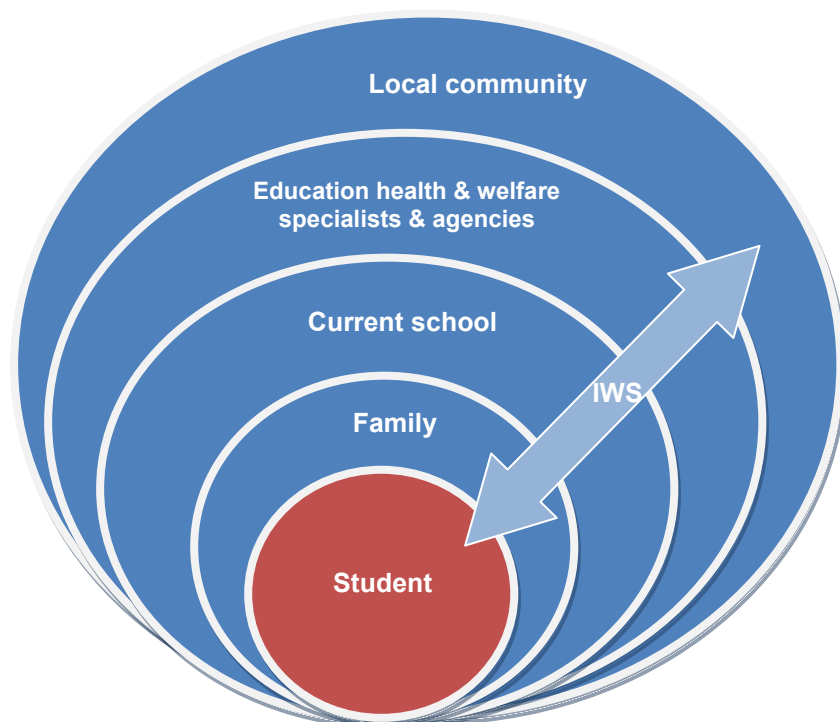 Local community
Education health & welfare
specialists & agencies
Current school
IWS
Family
Student